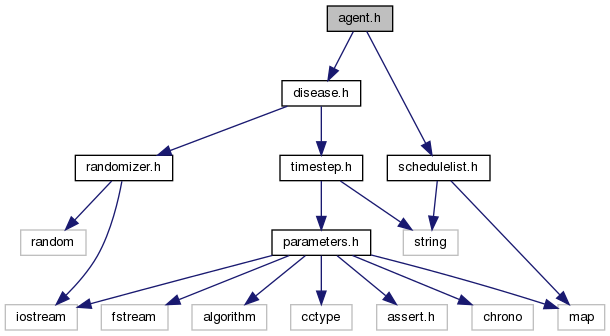 agent.h
disease.h
randomizer.h
timestep.h
schedulelist.h
random
parameters.h
string
iostream
fstream
algorithm
cctype
assert.h
chrono
map